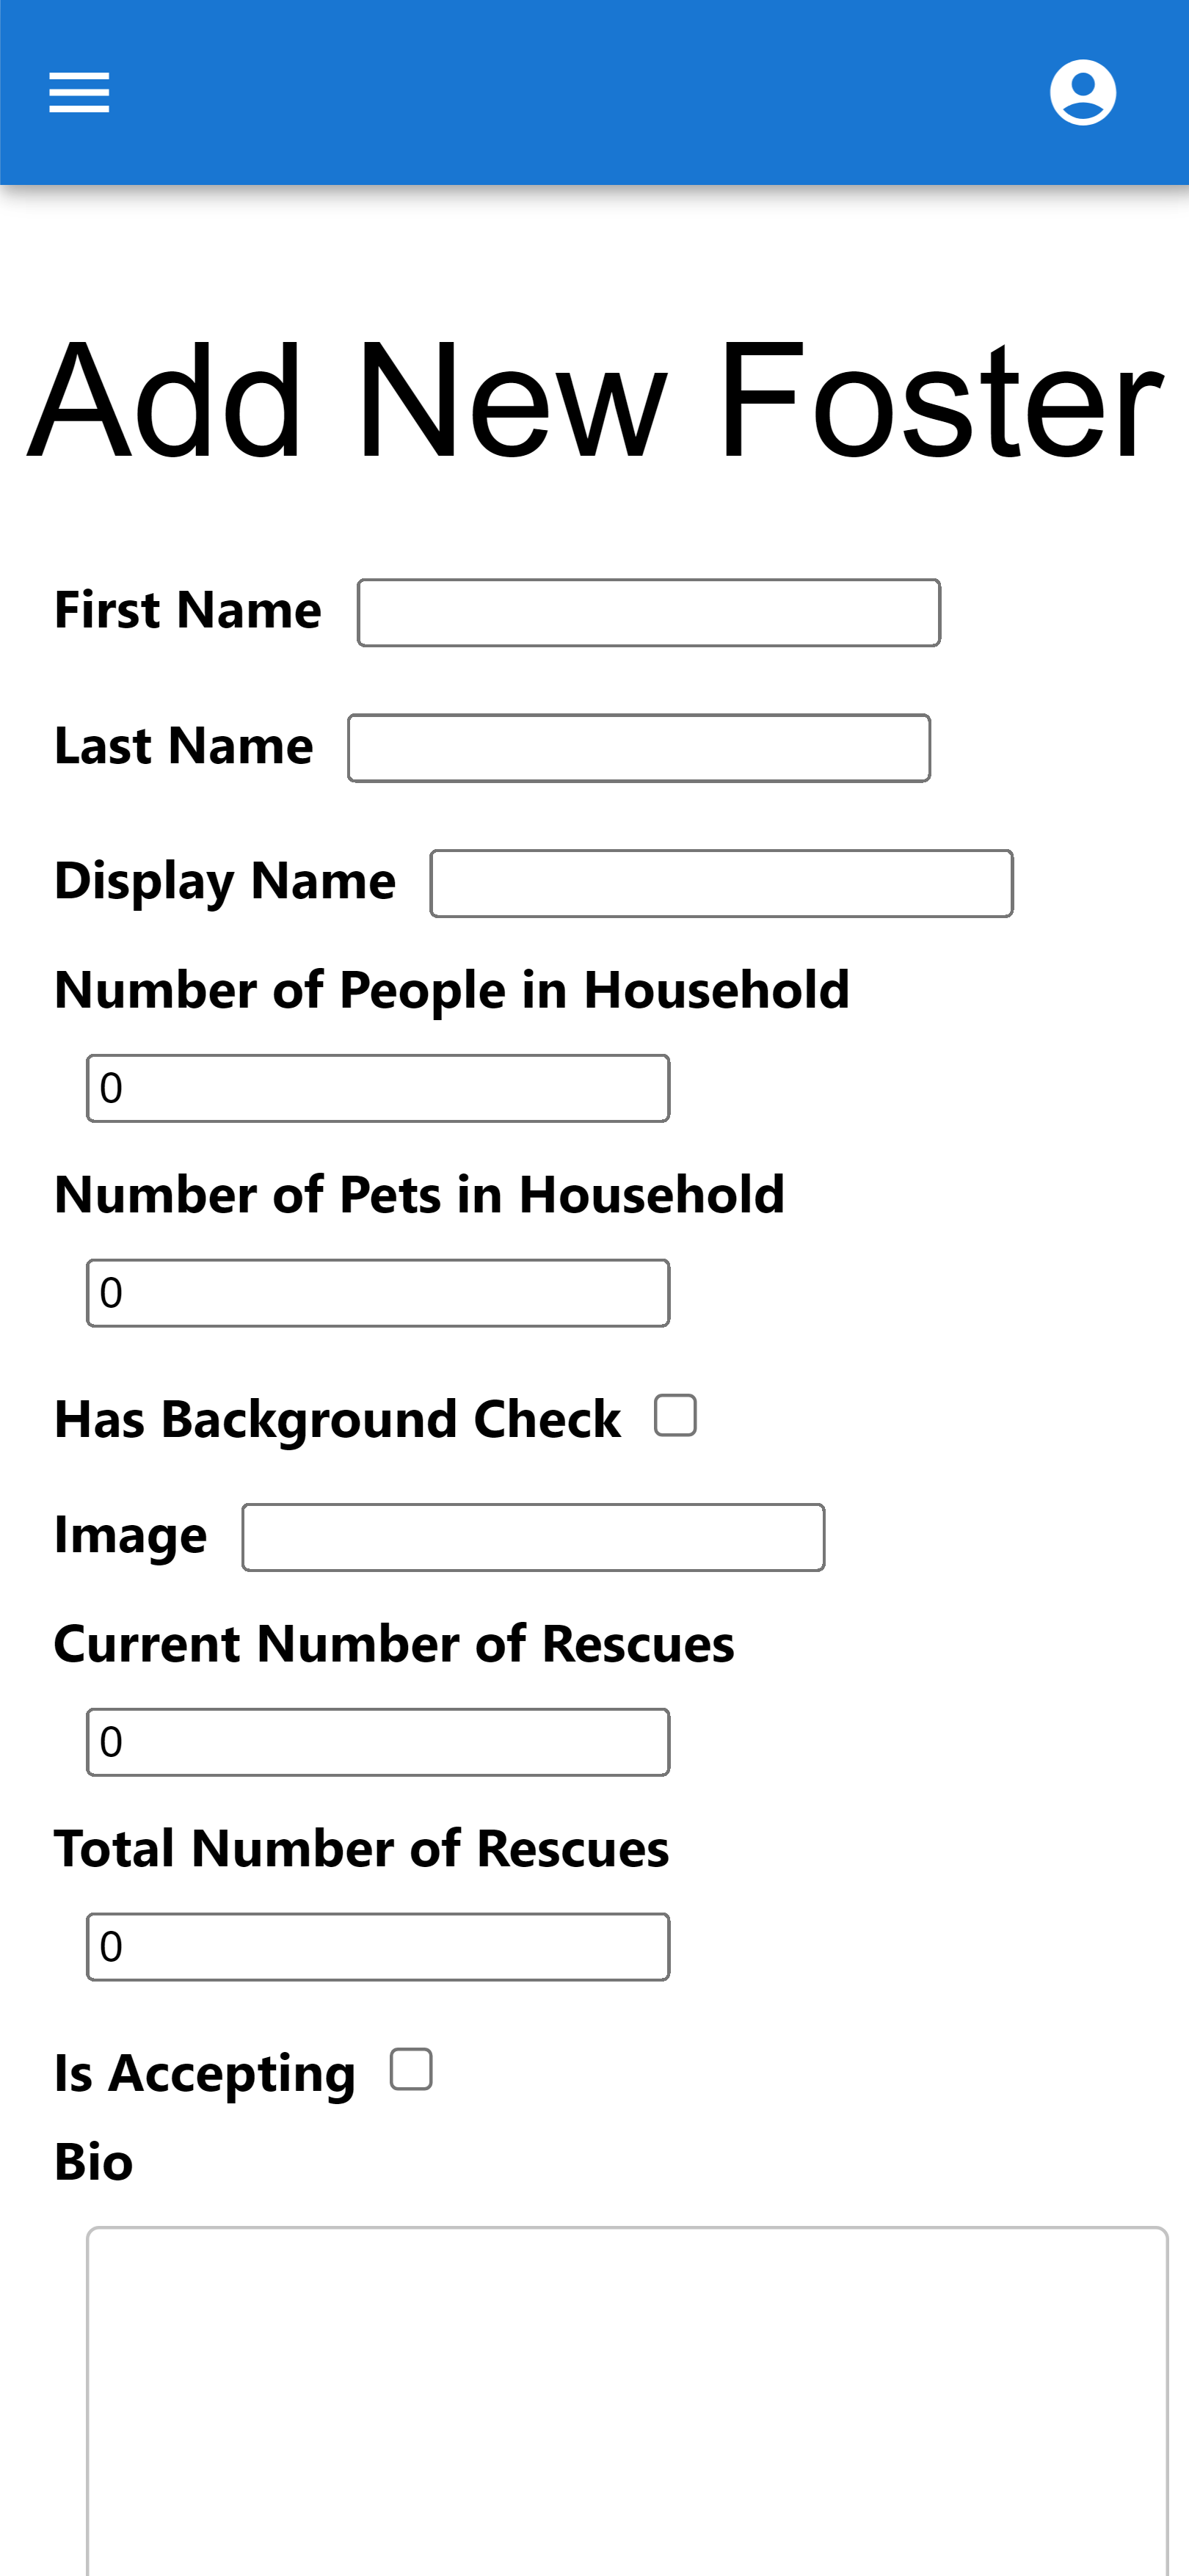 Add New Foster
First Name
Last Name
Display Name
Number of People in Household
0
Number of Pets in Household
0
Has Background Check
Image
Current Number of Rescues
0
Total Number of Rescues
0
Is Accepting
Bio